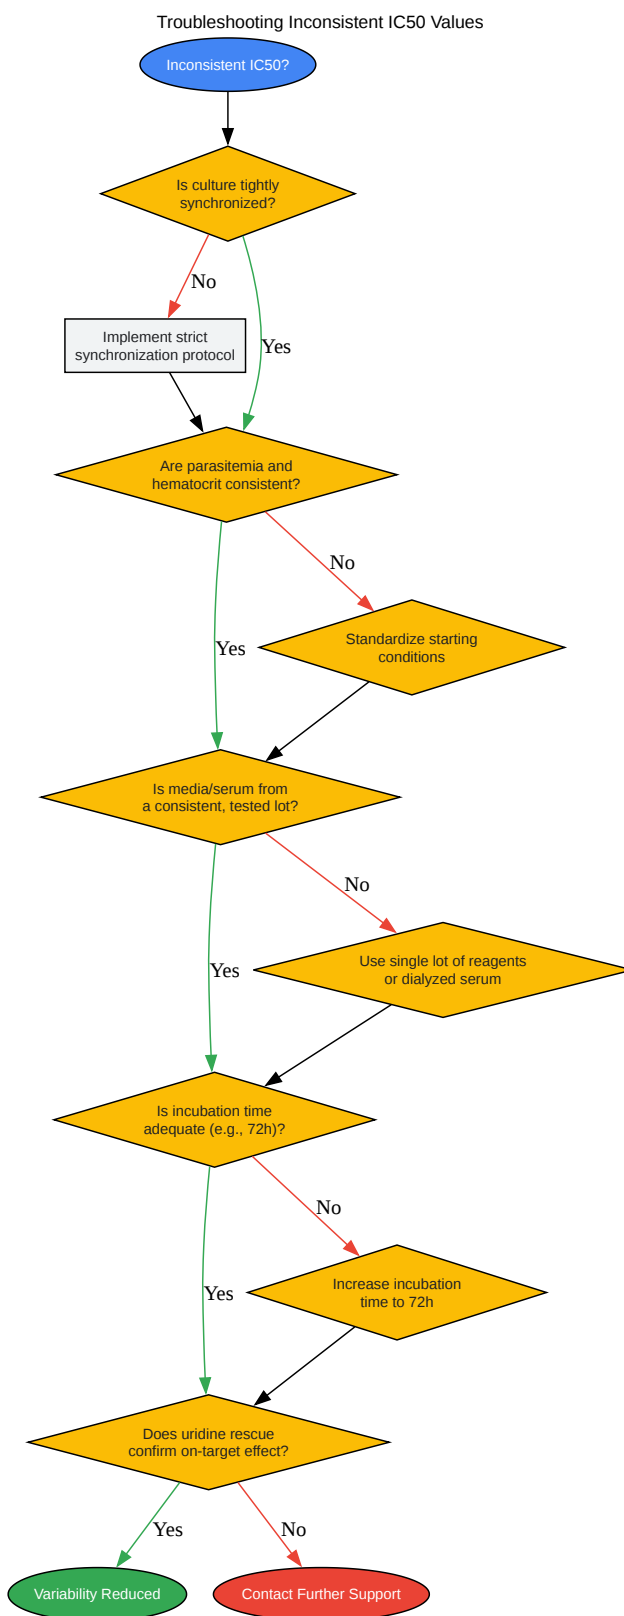 Troubleshooting Inconsistent IC50 Values
Inconsistent IC50?
Is culture tightly
synchronized?
No
Implement strict
synchronization protocol
Yes
Are parasitemia and
hematocrit consistent?
No
Standardize starting
conditions
Yes
Is media/serum from
a consistent, tested lot?
No
Use single lot of reagents
or dialyzed serum
Yes
Is incubation time
adequate (e.g., 72h)?
No
Increase incubation
time to 72h
Yes
Does uridine rescue
confirm on-target effect?
Yes
No
Variability Reduced
Contact Further Support